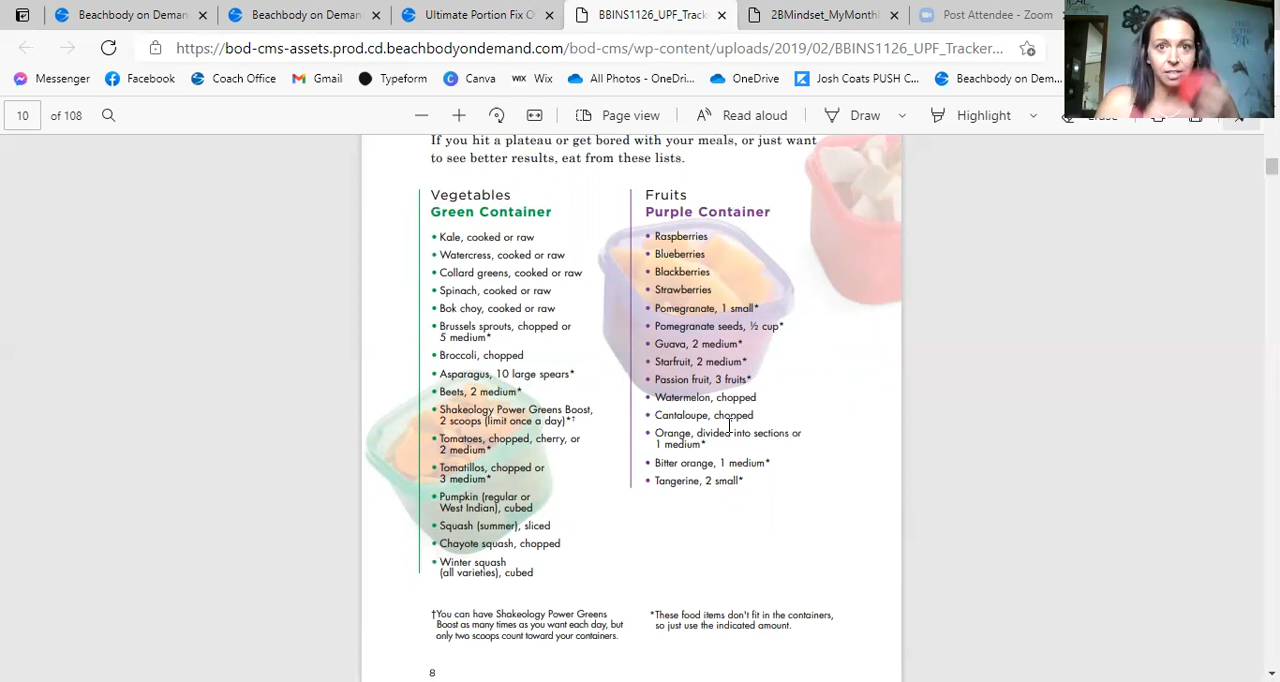 Beachbody on Deman
Beachbody on Deman
Ultimate Portion Fix O
BBINS1126_UPF_Track
2BMindset_MyMonthl
Post Attendee - Zoom
https://bod-cms-assets.prod.cd.beachbodyondemand.com/bod-cms/wp-content/uploads/2019/02/BBINS1126_UPF_Tracker...
Messenger
Facebook
Coach Office
Gmail
Typeform
Canva
WIX Wix
All Photos - OneDri...
OneDrive
Josh Coats PUSH C...
Beachbody on Dem...
10 of 108
Page view
Read aloud
Draw
Highlight
If you hit a plateau or get bored with your meals, or just want
to see better results, eat from these lists.
Vegetables
Green Container
• Kale, cooked or raw
• Watercress, cooked or raw
• Collard greens, cooked or raw
• Spinach, cooked or raw
• Bok choy, cooked or raw
• Brussels sprouts, chopped or
5 medium*
• Broccoli, chopped
• Asparagus, 10 large spears*
• Beets, 2 medium*
• Shakeology Power Greens Boost,
2 scoops (limit once a day)*†
• Tomatoes, chopped, cherry, or
2 medium*
• Tomatillos, chopped or
3 medium*
• Pumpkin (regular or
West Indian), cubed
• Squash (summer), sliced
• Chayote squash, chopped
• Winter squash
(all varieties), cubed
Fruits
Purple Container
• Raspberries
• Blueberries
• Blackberries
• Strawberries
• Pomegranate, 1 small*
• Pomegranate seeds, ½ cup*
• Guava, 2 medium*
• Starfruit, 2 medium*
• Passion fruit, 3 fruits*
• Watermelon, chopped
• Cantaloupe, chopped
• Orange, divided into sections or
1 medium*
• Bitter orange, 1 medium*
• Tangerine, 2 small*
†You can have Shakeology Power Greens
Boost as many times as you want each day, but
only two scoops count toward your containers.
*These food items don't fit in the containers,
so just use the indicated amount.
8